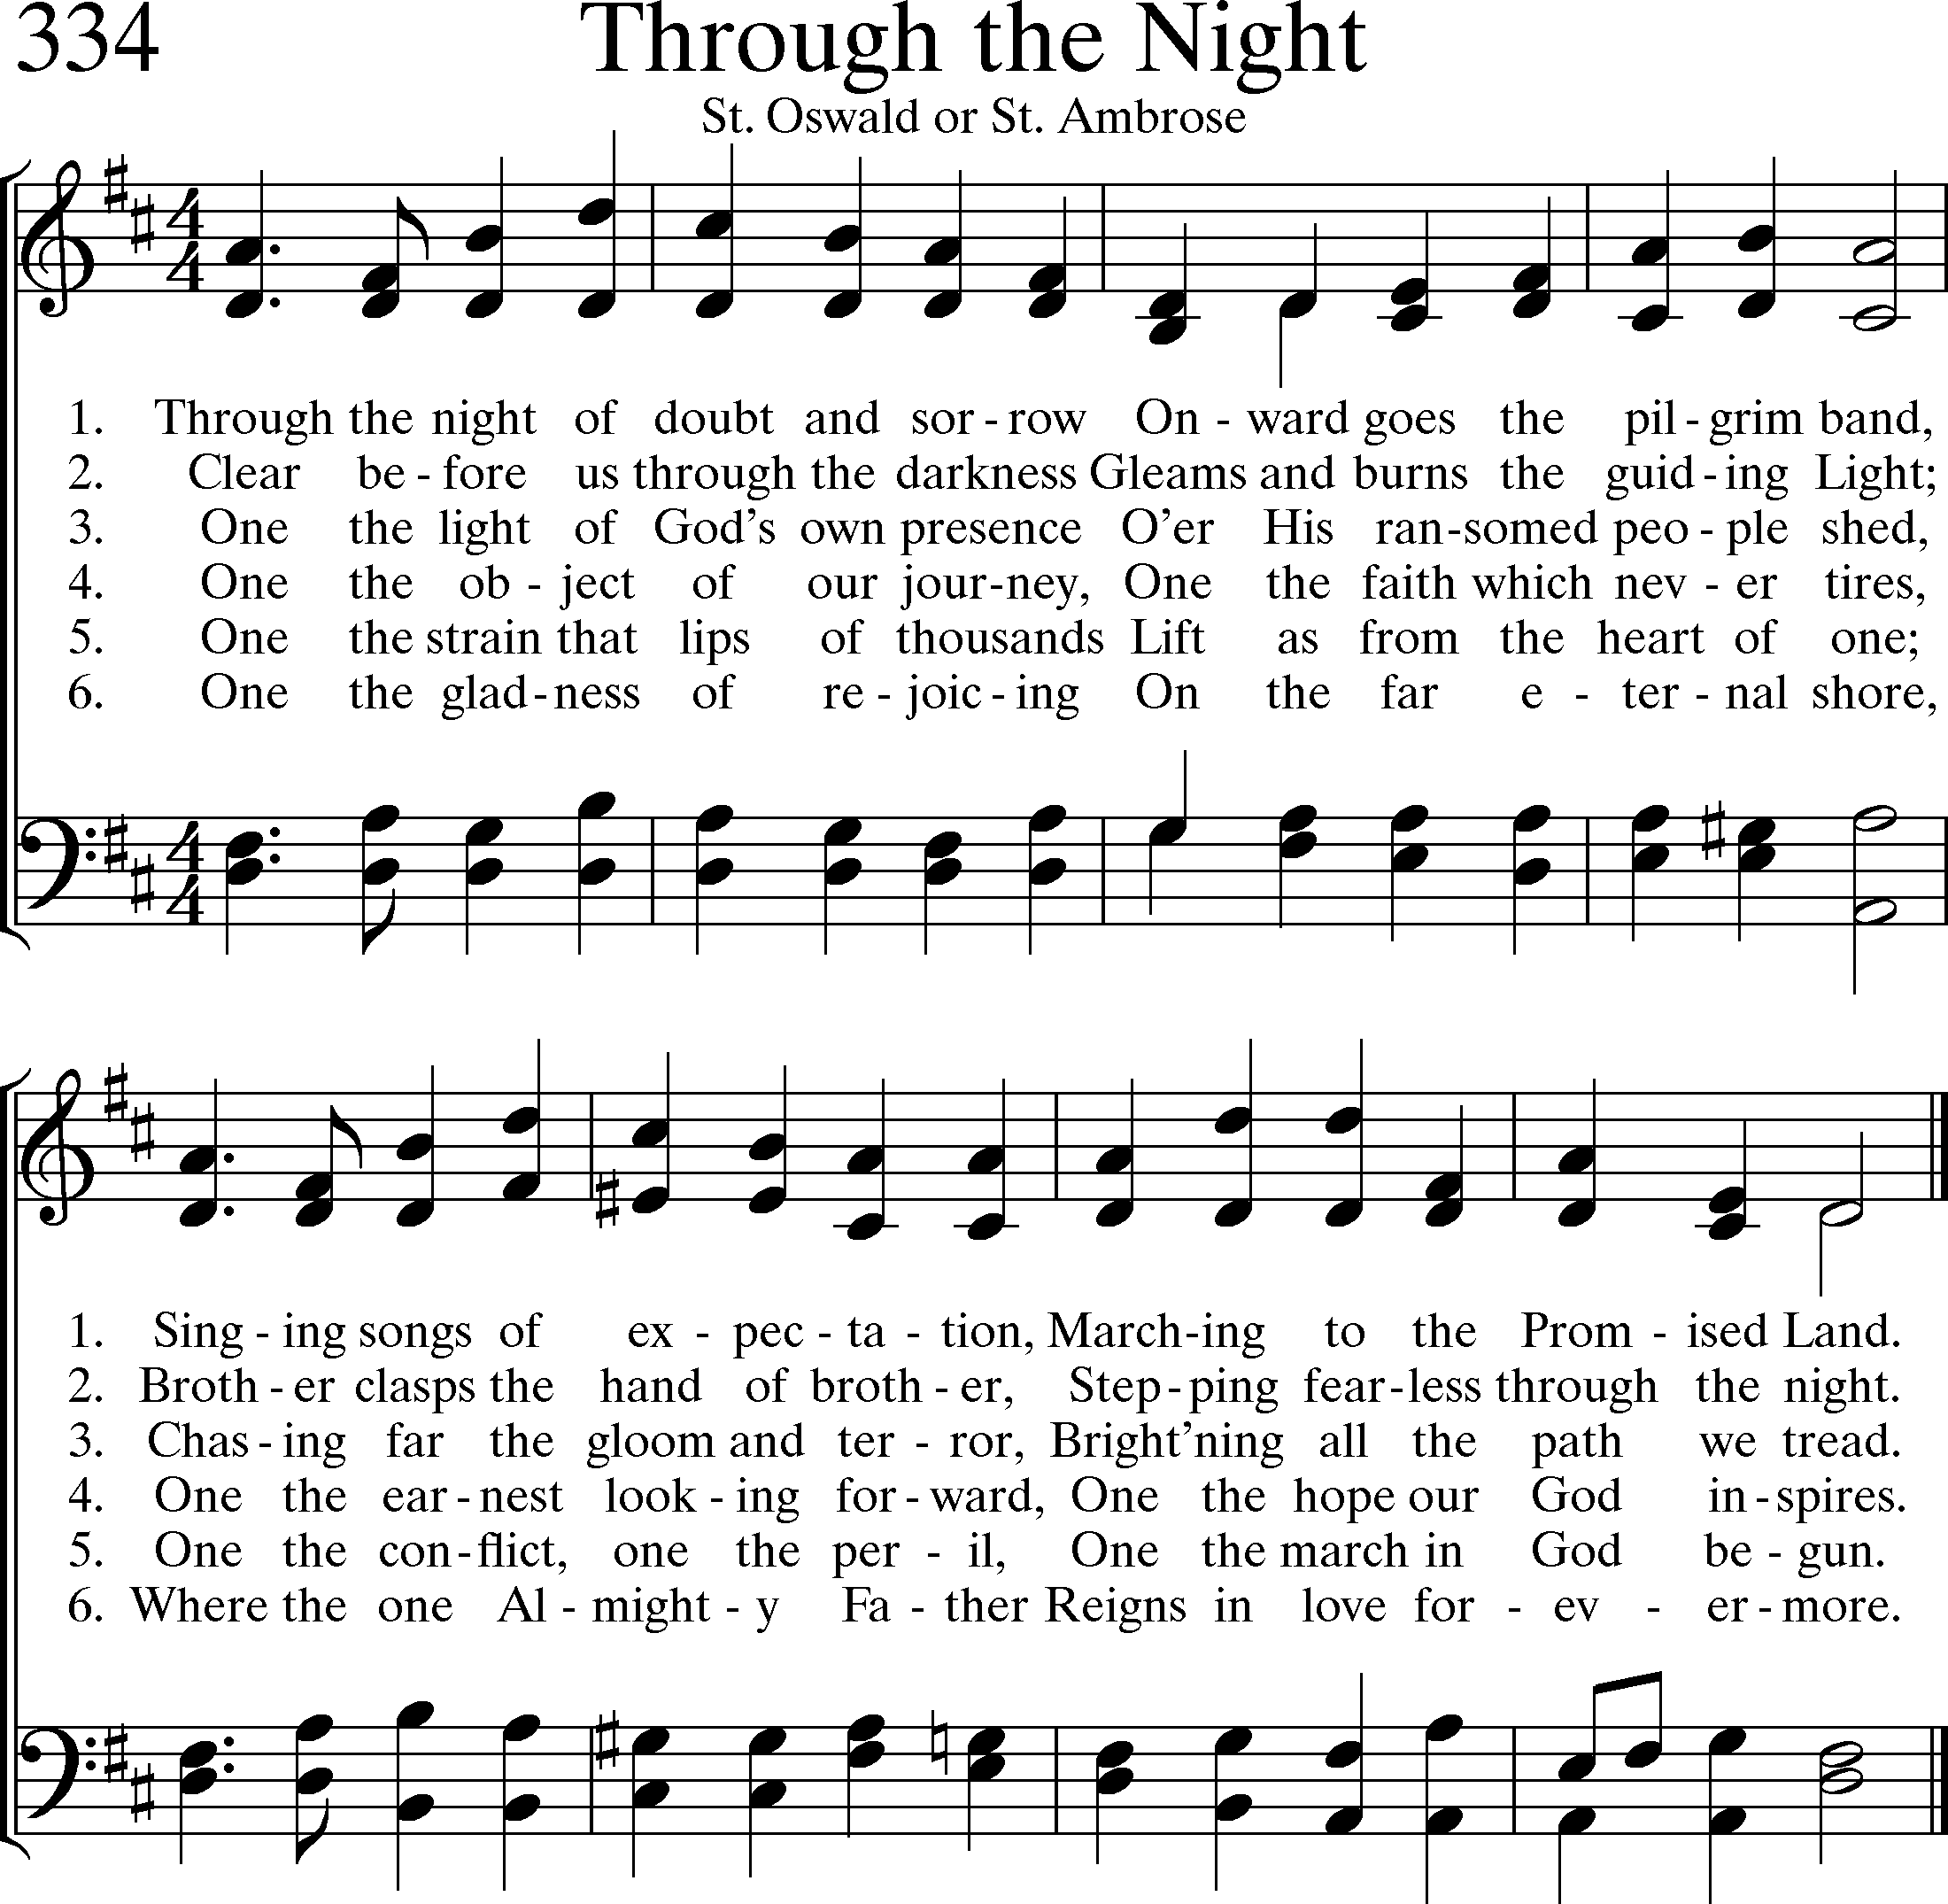 334
Through the Night
St. Oswald or St. Ambrose
4 4
1. Through the night of doubt and sor - row On - ward goes the pil - grim band,
2. Clear be - fore us through the darkness Gleams and burns the guid - ing Light;
3. One the light of God's own presence O'er His ran - somed peo - ple shed,
4. One the ob - ject of our jour - ney, One the faith which nev - er tires,
5. One the strain that lips of thousands Lift as from the heart of one;
6. One the glad - ness of re - joic - ing On the far e - ter - nal shore,
4 4
1. Sing - ing songs of ex - pec - ta - tion, March - ing to the Prom - ised Land.
2. Broth - er clasps the hand of broth - er, Step - ping fear - less through the night.
3. Chas - ing far the gloom and ter - ror, Bright'ning all the path we tread.
4. One the ear - nest look - ing for - ward, One the hope our God in - spires.
5. One the con - flict, one the per - il, One the march in God be - gun.
6. Where the one Al - might - y Fa - ther Reigns in love for - ev - er - more.